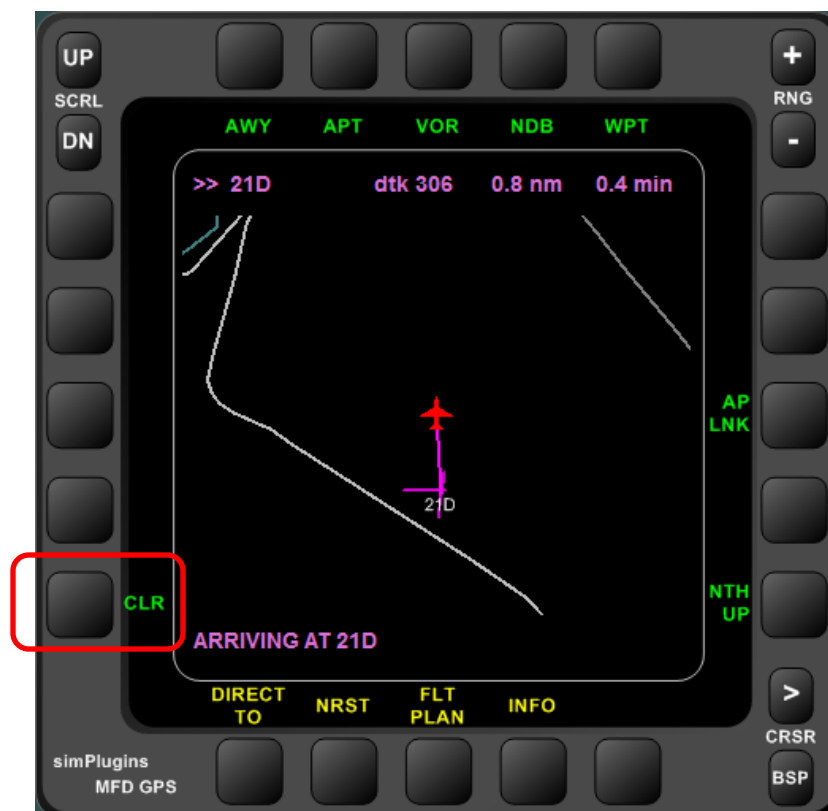 UP
SCRL
DN
+
RNG
-
AWY APT VOR NDB WPT
>> 21D dtk 306 0.8 nm 0.4 min
AP
LNK
21D
CLR
NTH
UP
ARRIVING AT 21D
DIRECT
TO
NRST
FLT
PLAN
INFO
>
CRSR
BSP
simPlugins
MFD GPS